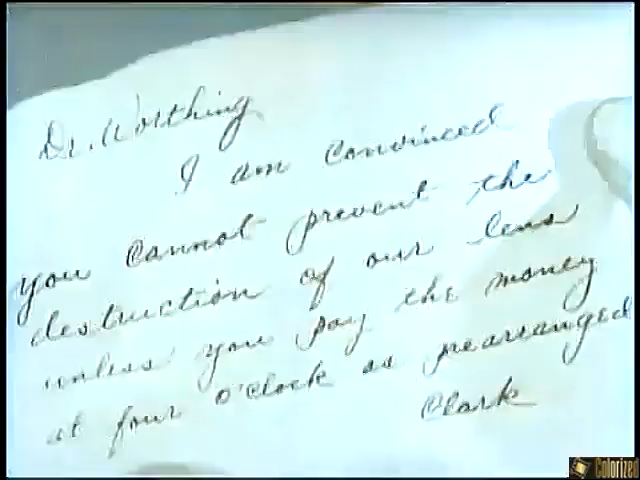 Dr. Worthing
I am convinced
you cannot prevent the
destruction of our lens
unless you pay the money
at four o'clock as prearranged
Clark
Colorized